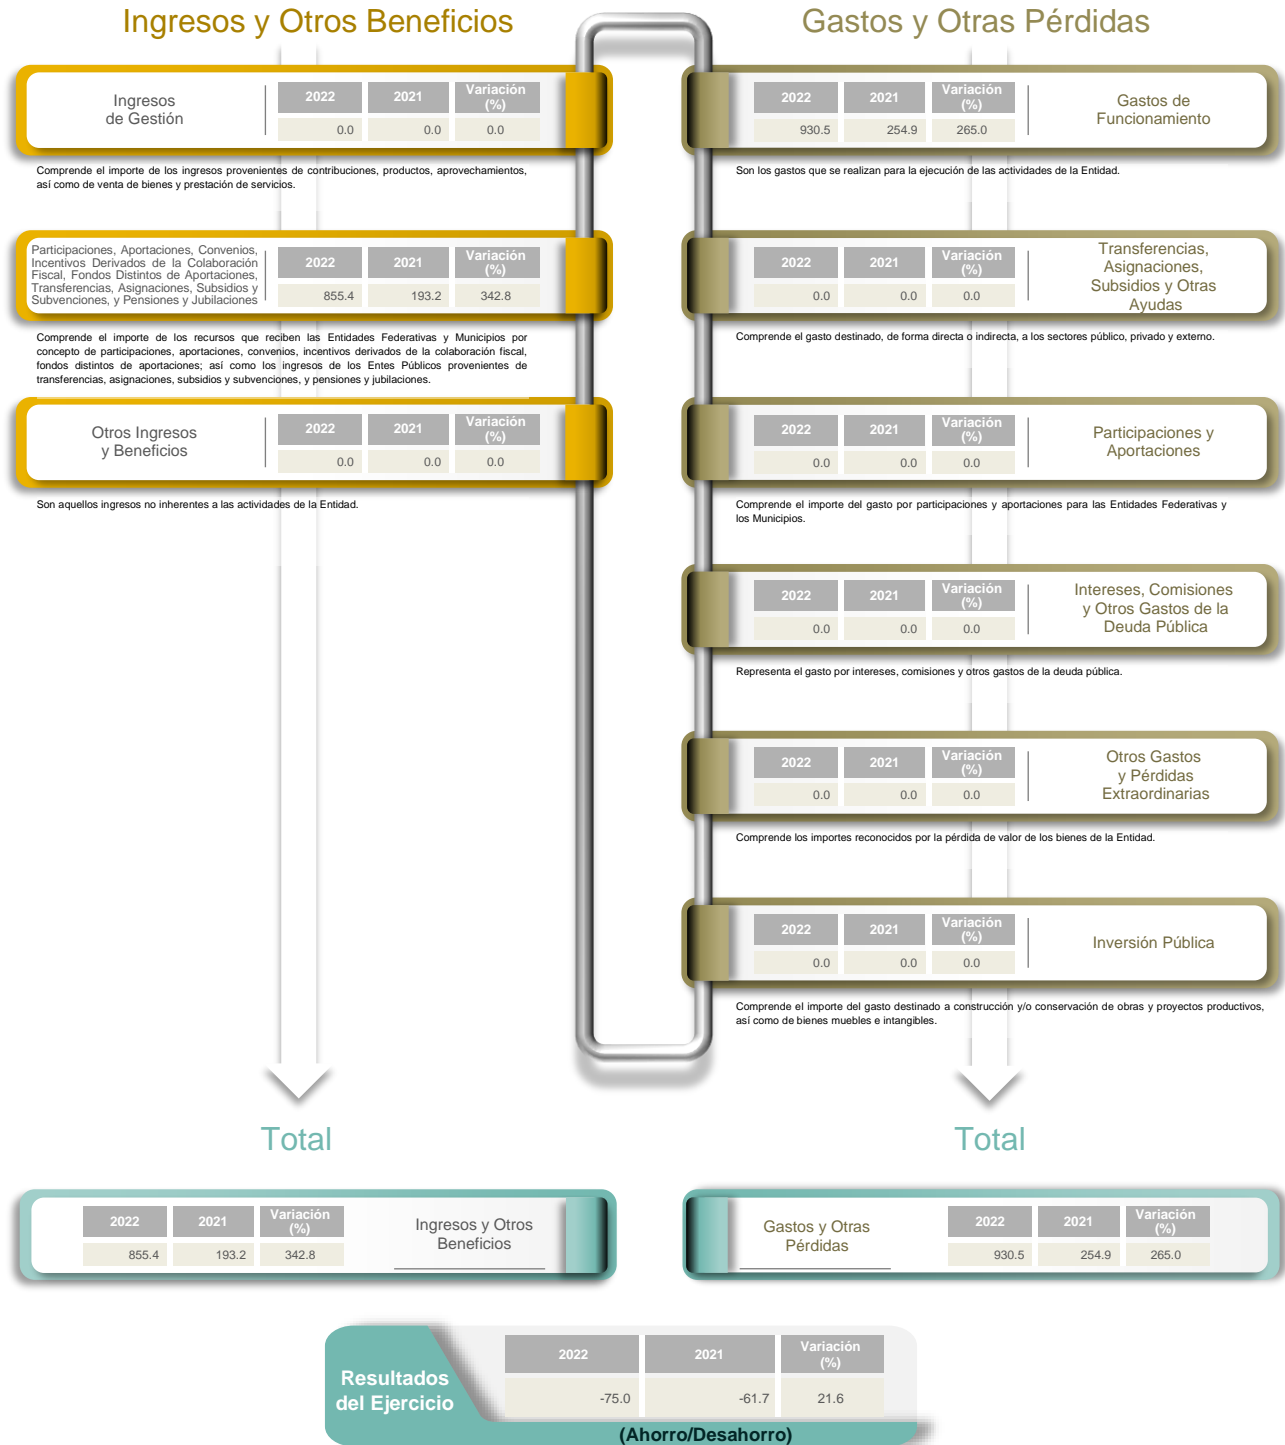 Ingresos y Otros Beneficios
Ingresos
de Gestión
2022 2021 Variación
(%)
0.0 0.0 0.0
Comprende el importe de los ingresos provenientes de contribuciones, productos, aprovechamientos,
así como de venta de bienes y prestación de servicios.
Participaciones, Aportaciones, Convenios,
Incentivos Derivados de la Colaboración
Fiscal, Fondos Distintos de Aportaciones,
Transferencias, Asignaciones, Subsidios y
Subvenciones, y Pensiones y Jubilaciones
2022 2021 Variación
(%)
855.4 193.2 342.8
Comprende el importe de los recursos que reciben las Entidades Federativas y Municipios por
concepto de participaciones, aportaciones, convenios, incentivos derivados de la colaboración fiscal,
fondos distintos de aportaciones; así como los ingresos de los Entes Públicos provenientes de
transferencias, asignaciones, subsidios y subvenciones, y pensiones y jubilaciones.
Otros Ingresos
y Beneficios
2022 2021 Variación
(%)
0.0 0.0 0.0
Son aquellos ingresos no inherentes a las actividades de la Entidad.
Gastos y Otras Pérdidas
2022 2021 Variación
(%)
930.5 254.9 265.0
Gastos de
Funcionamiento
Son los gastos que se realizan para la ejecución de las actividades de la Entidad.
2022 2021 Variación
(%)
0.0 0.0 0.0
Transferencias,
Asignaciones,
Subsidios y Otras
Ayudas
Comprende el gasto destinado, de forma directa o indirecta, a los sectores público, privado y externo.
2022 2021 Variación
(%)
0.0 0.0 0.0
Participaciones y
Aportaciones
Comprende el importe del gasto por participaciones y aportaciones para las Entidades Federativas y
los Municipios.
2022 2021 Variación
(%)
0.0 0.0 0.0
Intereses, Comisiones
y Otros Gastos de la
Deuda Pública
Representa el gasto por intereses, comisiones y otros gastos de la deuda pública.
2022 2021 Variación
(%)
0.0 0.0 0.0
Otros Gastos
y Pérdidas
Extraordinarias
Comprende los importes reconocidos por la pérdida de valor de los bienes de la Entidad.
2022 2021 Variación
(%)
0.0 0.0 0.0
Inversión Pública
Comprende el importe del gasto destinado a construcción y/o conservación de obras y proyectos productivos,
así como de bienes muebles e intangibles.
Total
2022 2021 Variación
(%)
855.4 193.2 342.8
Ingresos y Otros
Beneficios
Total
Gastos y Otras
Pérdidas
2022 2021 Variación
(%)
930.5 254.9 265.0
Resultados
del Ejercicio
2022 2021 Variación
(%)
-75.0 -61.7 21.6
(Ahorro/Desahorro)